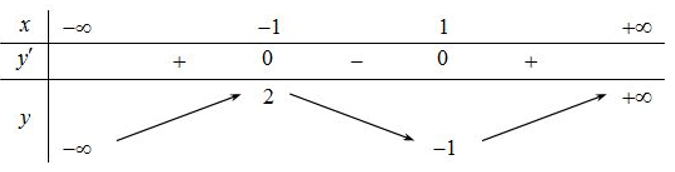 x −∞ −1 1 +∞
y′ + 0 − 0 +
2 +∞
y
−∞ −1